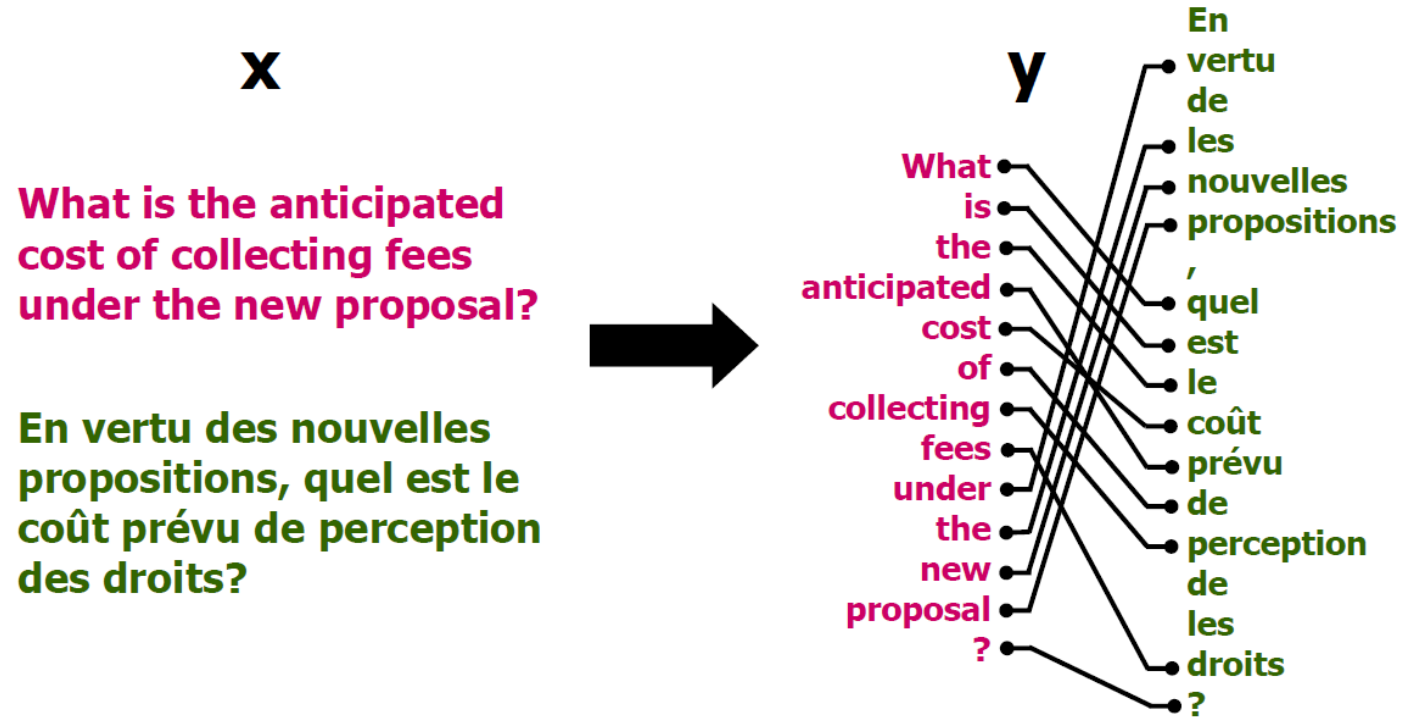 x
What is the anticipated
cost of collecting fees
under the new proposal?
En vertu des nouvelles
propositions, quel est le
coût prévu de perception
des droits?
y
What
is
the
anticipated
cost
of
collecting
fees
under
the
new
proposal
?
En
vertu
de
les
nouvelles
propositions
,
quel
est
le
coût
prévu
de
perception
de
les
droits
?